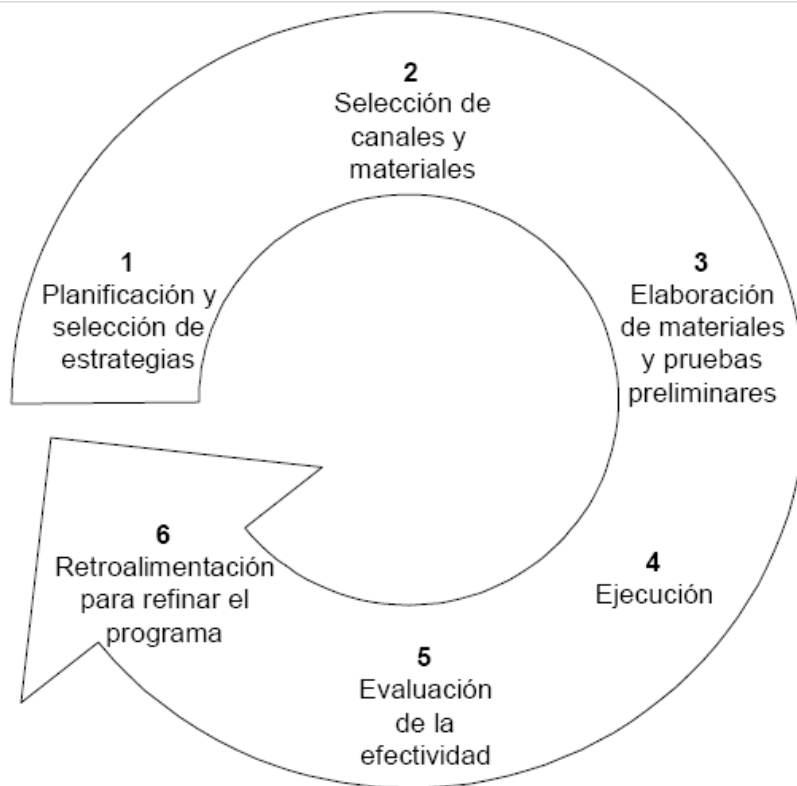 1
Planificación y
selección de
estrategias
2
Selección de
canales y
materiales
3
Elaboración
de materiales
y pruebas
preliminares
4
Ejecución
5
Evaluación
de la
efectividad
6
Retroalimentación
para refinar el
programa